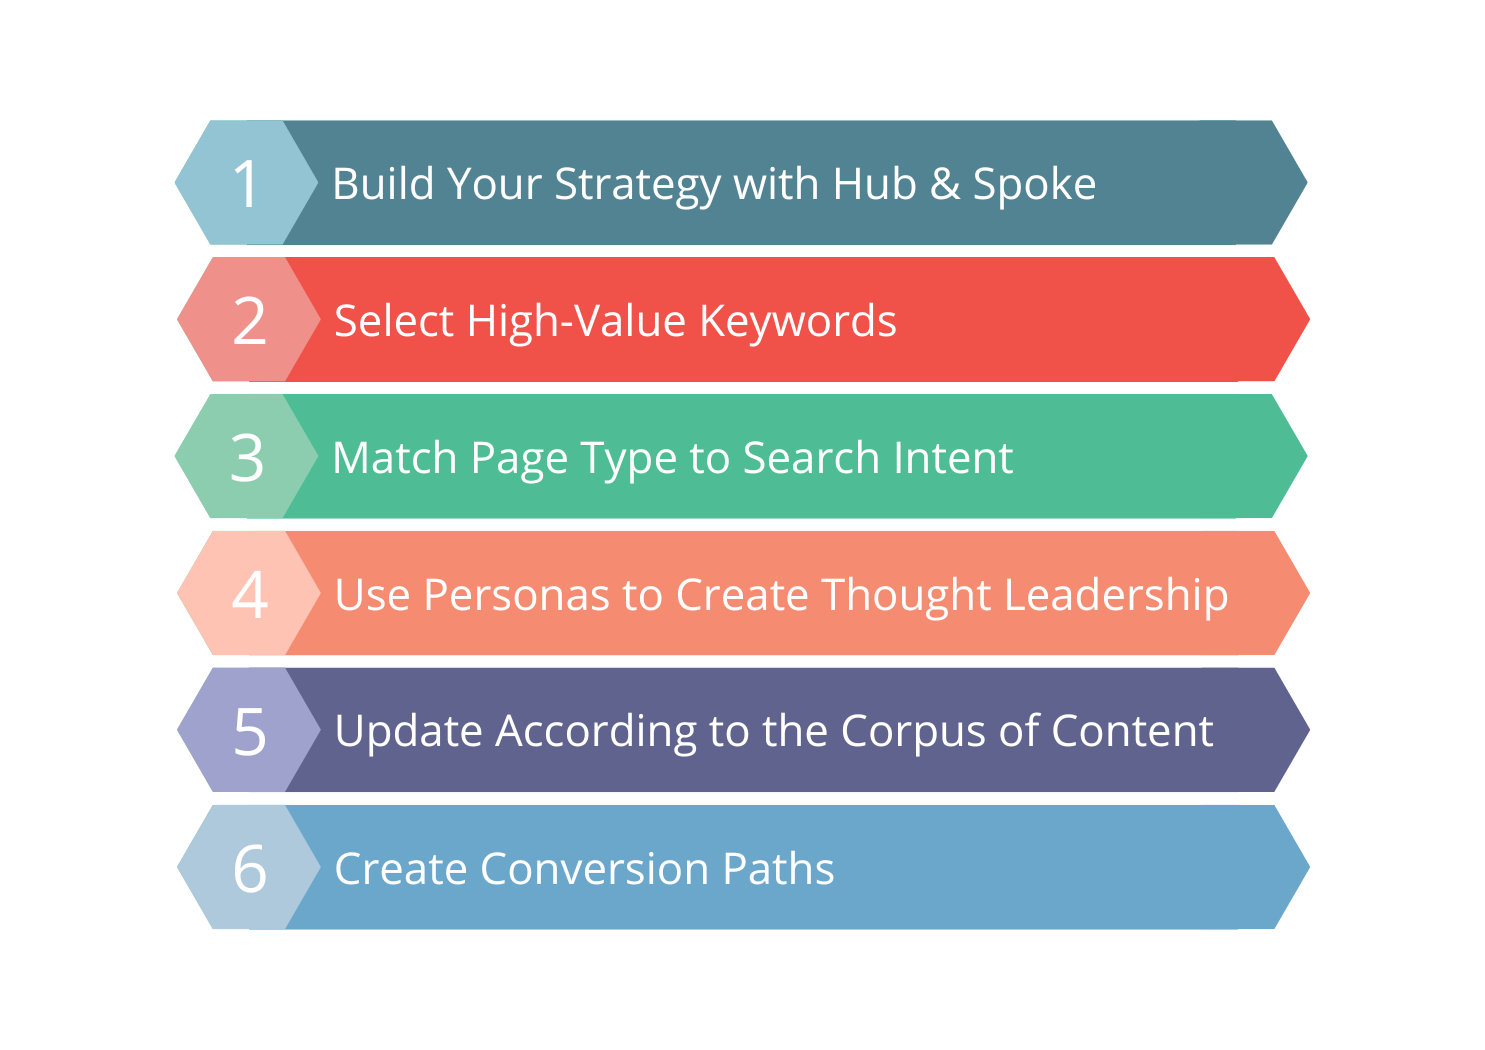 1 Build Your Strategy with Hub & Spoke
2 Select High-Value Keywords
3 Match Page Type to Search Intent
4 Use Personas to Create Thought Leadership
5 Update According to the Corpus of Content
6 Create Conversion Paths